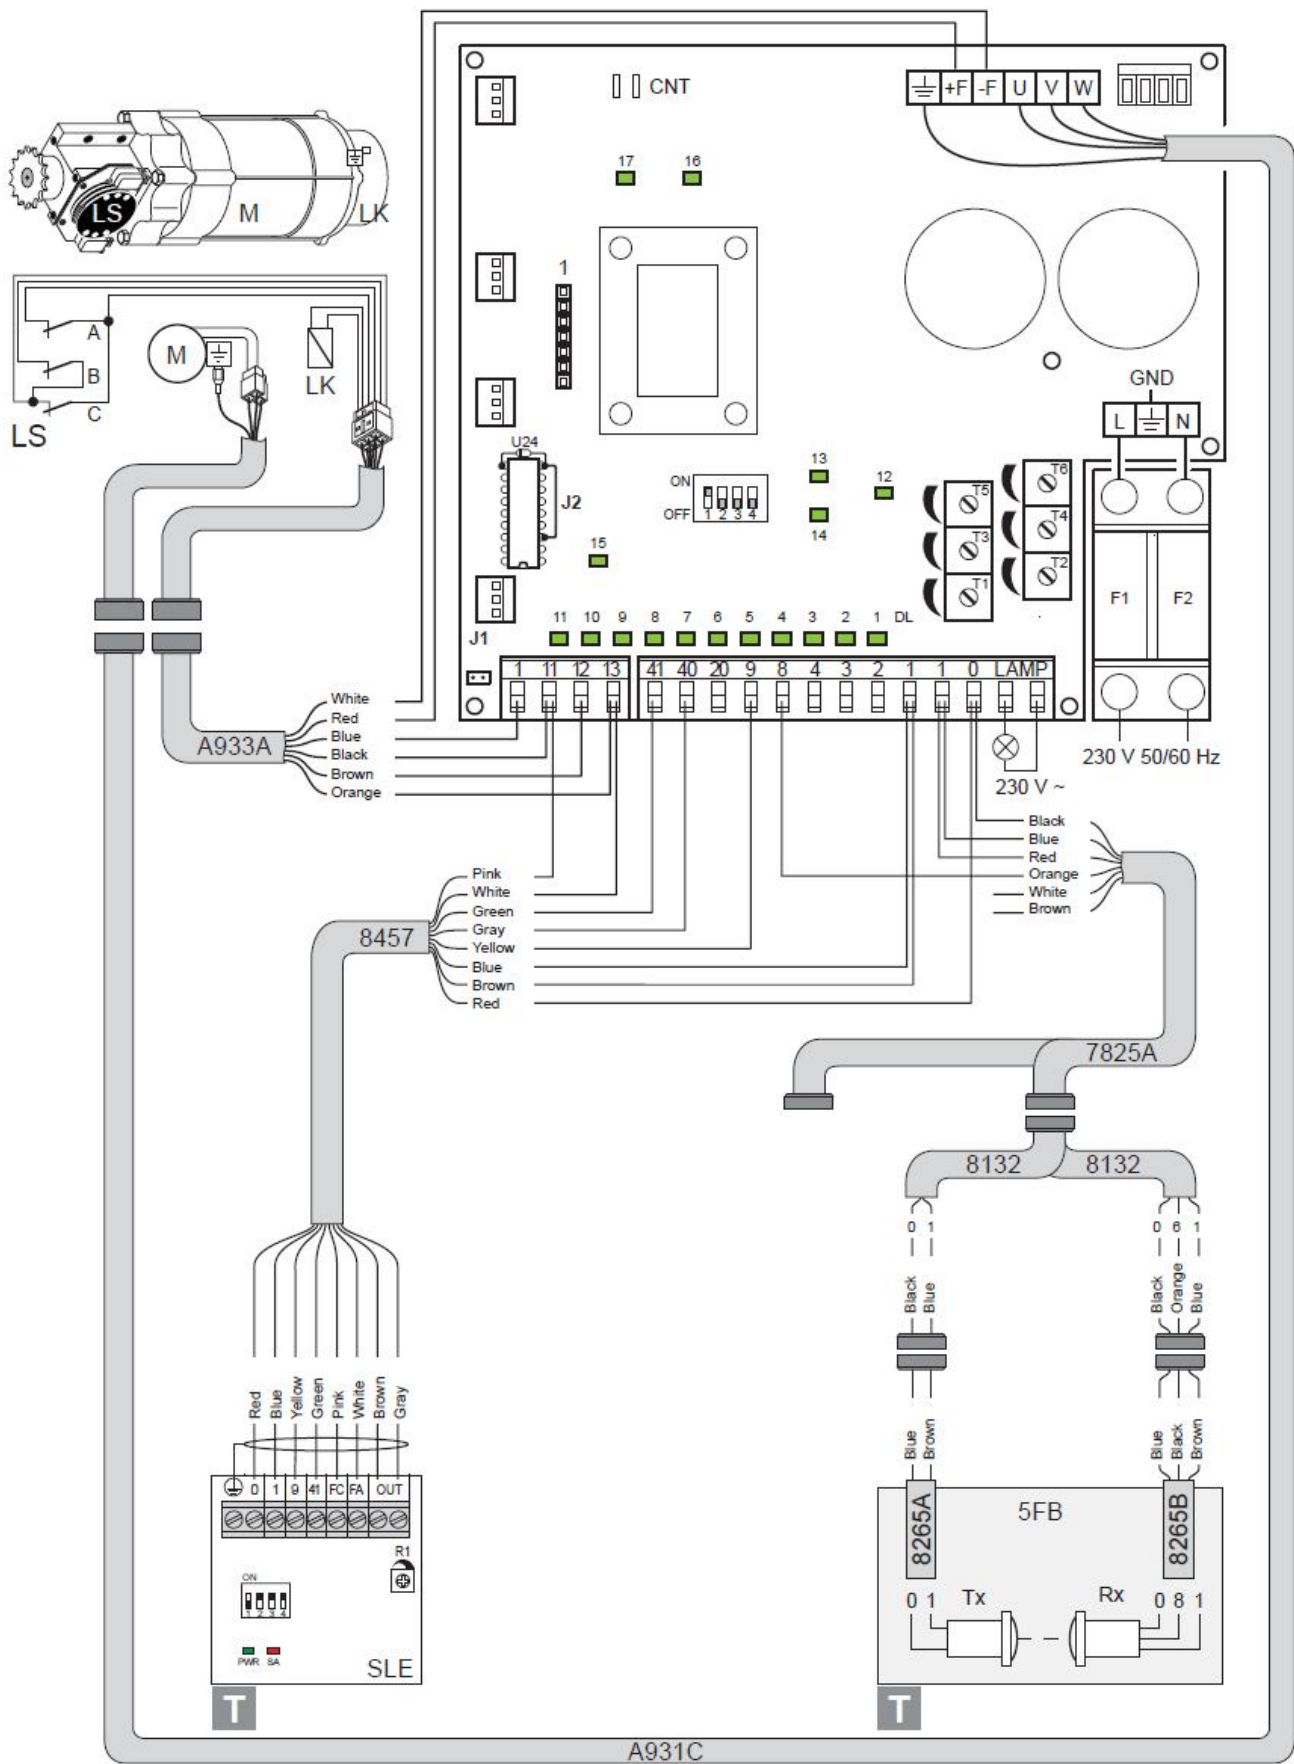 CNT
+F -F U V W
17 16
LS M LK
1
A
M
B
LK
C
LS
GND
L N
U24
J2
ON
OFF
1 2 3 4
13
12
14
15
T5 T6
T3 T4
T1 T2
F1 F2
11 10 9 8 7 6 5 4 3 2 1 DL
J1
1 11 12 13 41 40 20 9 8 4 3 2 1 1 0 LAMP
230 V ~
230 V 50/60 Hz
White
Red
Blue
Black
Brown
Orange
A933A
Black
Blue
Red
Orange
White
Brown
Pink
White
Green
Gray
Yellow
Blue
Brown
Red
8457
7825A
8132 8132
0 1
0 6 1
Black Blue
Black Orange Blue
Blue Brown
Blue Black Brown
Red Blue Yellow Green Pink White Brown Gray
0 1 9 41 FC FA OUT
R1
ON
1 2 3 4
PWR SA
SLE
T
5FB
8265A
8265B
0 1 Tx Rx 0 8 1
T
A931C